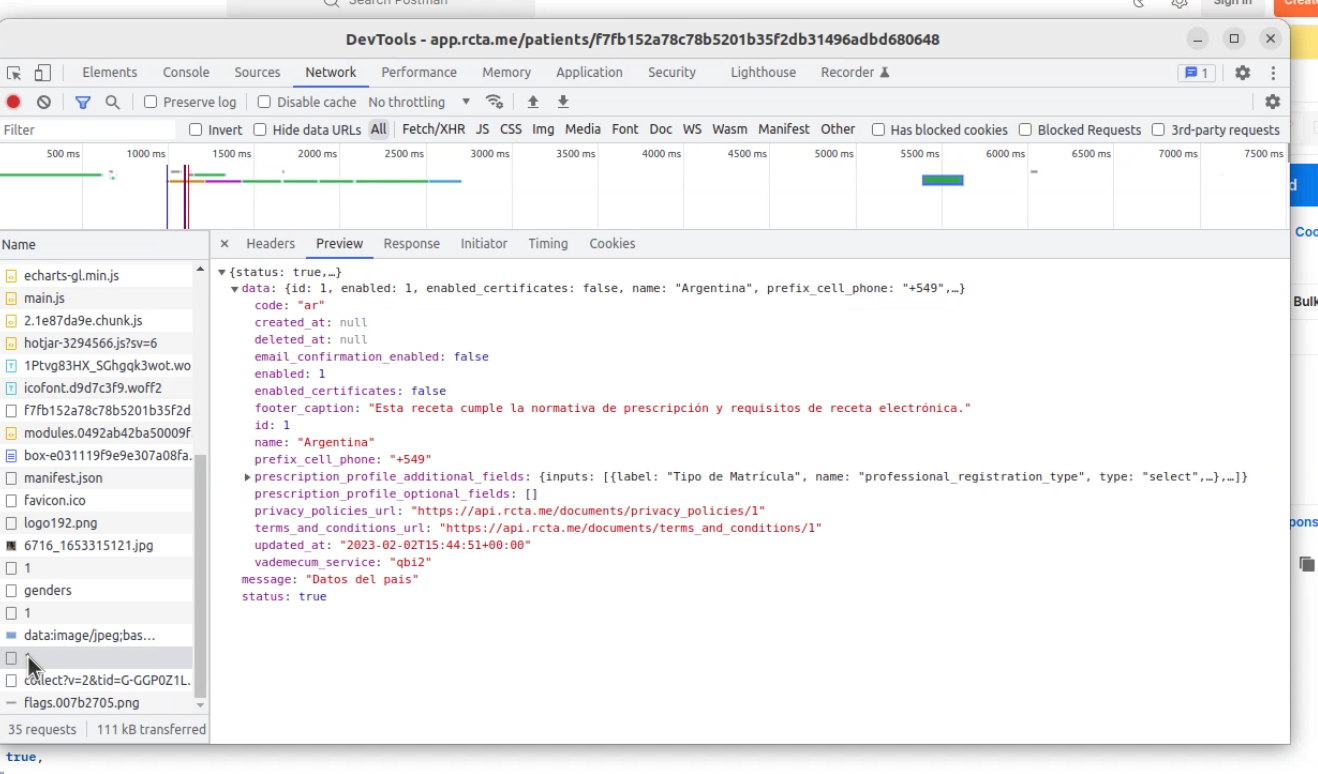 Search Postman
Sign In
Create
DevTools - app.rcta.me/patients/f7fb152a78c78b5201b35f2db31496adbd680648
Elements Console Sources Network Performance Memory Application Security Lighthouse Recorder 1
Preserve log Disable cache No throttling
Filter Invert Hide data URLs All Fetch/XHR JS CSS Img Media Font Doc WS Wasm Manifest Other Has blocked cookies Blocked Requests 3rd-party requests
500 ms 1000 ms 1500 ms 2000 ms 2500 ms 3000 ms 3500 ms 4000 ms 4500 ms 5000 ms 5500 ms 6000 ms 6500 ms 7000 ms 7500 ms
d
Coo
Bulk
pons
Name
echarts-gl.min.js
main.js
2.1e87da9e.chunk.js
hotjar-3294566.js?sv=6
1Ptvg83HX_SGhgqk3wot.wo
icofont.d9d7c3f9.woff2
f7fb152a78c78b5201b35f2d
modules.0492ab42ba50009f
box-e031119f9e9e307a08fa.
manifest.json
favicon.ico
logo192.png
6716_1653315121.jpg
1
genders
1
data:image/jpeg;bas...
collect?v=2&tid=G-GGP0Z1L.
flags.007b2705.png
35 requests 111 kB transferred
Headers Preview Response Initiator Timing Cookies
{status: true,…}
data: {id: 1, enabled: 1, enabled_certificates: false, name: "Argentina", prefix_cell_phone: "+549",…}
code: "ar"
created_at: null
deleted_at: null
email_confirmation_enabled: false
enabled: 1
enabled_certificates: false
footer_caption: "Esta receta cumple la normativa de prescripción y requisitos de receta electrónica."
id: 1
name: "Argentina"
prefix_cell_phone: "+549"
prescription_profile_additional_fields: {inputs: [{label: "Tipo de Matrícula", name: "professional_registration_type", type: "select",…},…]}
prescription_profile_optional_fields: []
privacy_policies_url: "https://api.rcta.me/documents/privacy_policies/1"
terms_and_conditions_url: "https://api.rcta.me/documents/terms_and_conditions/1"
updated_at: "2023-02-02T15:44:51+00:00"
vademecum_service: "qbi2"
message: "Datos del pais"
status: true
true,